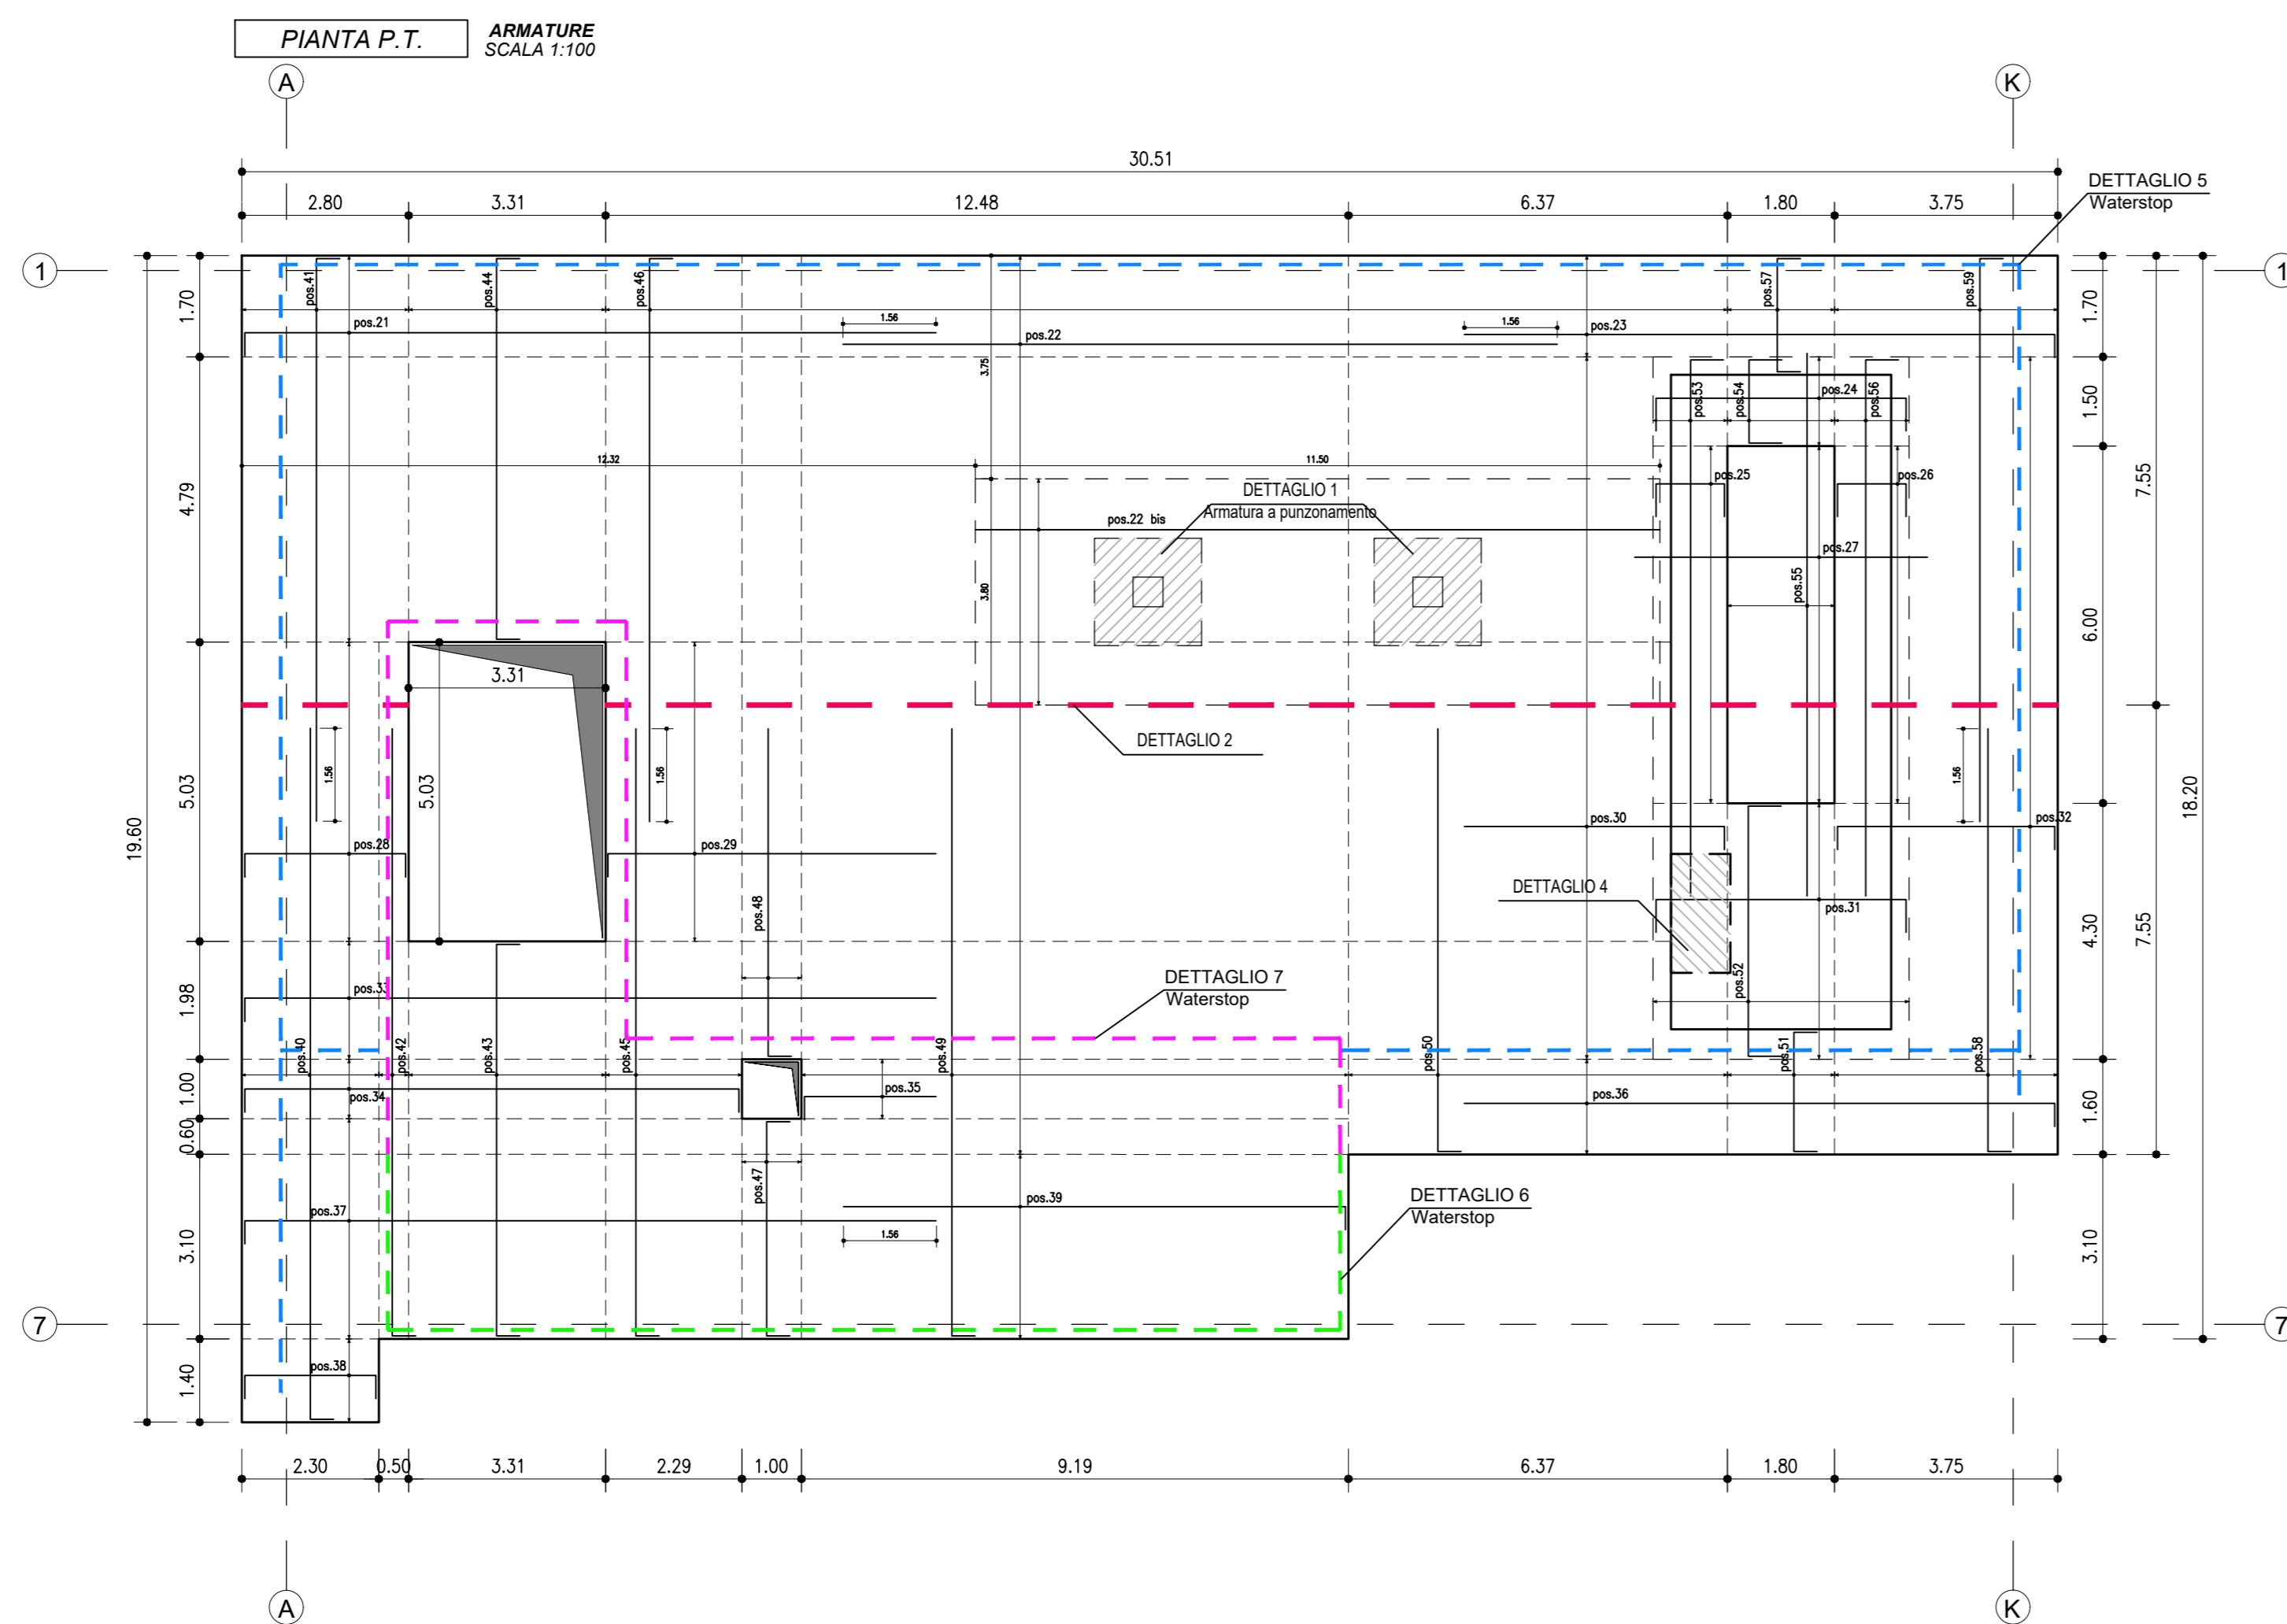 PIANTA P.T.
ARMATURE
SCALA 1:100
A
K
30.51
DETTAGLIO 5
Waterstop
2.80
3.31
12.48
6.37
1.80
3.75
1
1
pos.41
pos.44
pos.46
pos.57
pos.59
1.70
1.70
pos.21
1.56
pos.22
1.56
pos.23
3.75
pos.53
pos.54
pos.24
pos.56
1.50
12.32
11.50
4.79
7.55
DETTAGLIO 1
Armatura a punzonamento
pos.25
pos.26
pos.22 bis
pos.27
3.80
pos.55
6.00
3.31
DETTAGLIO 2
5.03
5.03
1.56
1.56
1.56
19.60
18.20
pos.28
pos.29
pos.30
pos.32
DETTAGLIO 4
pos.31
pos.48
4.30
7.55
pos.33
1.98
DETTAGLIO 7
Waterstop
pos.52
pos.40
pos.42
pos.43
pos.45
pos.49
pos.50
pos.51
pos.58
1.00
pos.34
pos.35
pos.36
1.60
0.60
pos.47
pos.37
pos.39
1.56
DETTAGLIO 6
Waterstop
3.10
3.10
7
7
pos.38
1.40
2.30
0.50
3.31
2.29
1.00
9.19
6.37
1.80
3.75
A
K